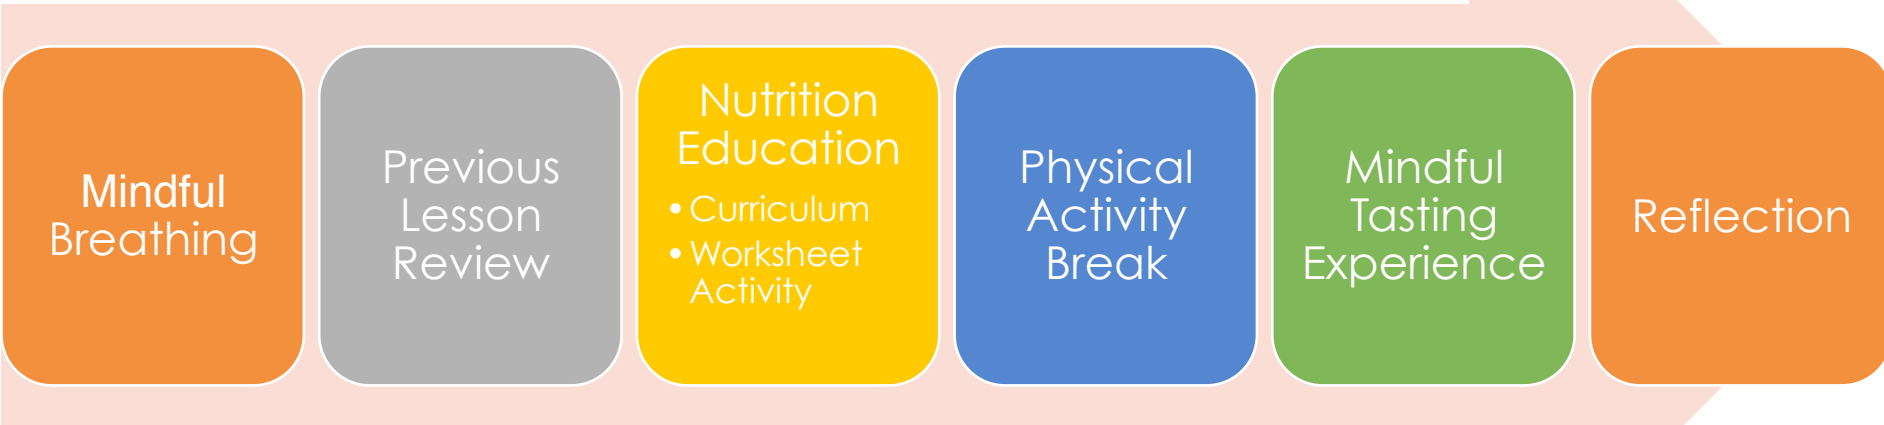 Mindful
Breathing
Previous
Lesson
Review
Nutrition
Education
• Curriculum
• Worksheet
Activity
Physical
Activity
Break
Mindful
Tasting
Experience
Reflection